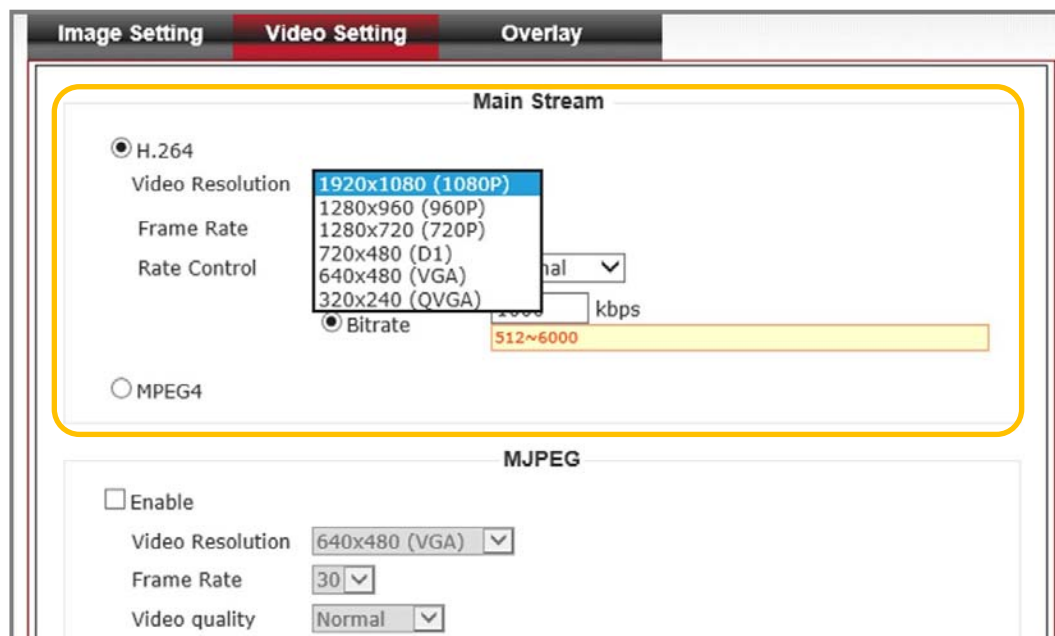 Image Setting Video Setting Overlay
Main Stream
H.264
Video Resolution 1920x1080 (1080P)
1280x960 (960P)
Frame Rate 1280x720 (720P)
720x480 (D1)
Rate Control 640x480 (VGA)
320x240 (QVGA)
Bitrate kbps
512~6000
MPEG4
MJPEG
Enable
Video Resolution 640x480 (VGA)
Frame Rate 30
Video quality Normal